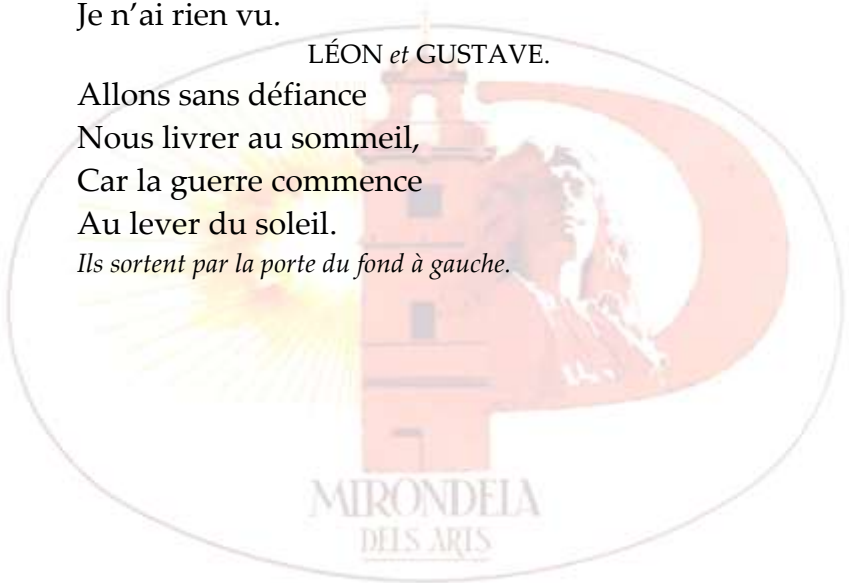 Je n’ai rien vu.
LÉON et GUSTAVE.
Allons sans défiance
Nous livrer au sommeil,
Car la guerre commence
Au lever du soleil.
Ils sortent par la porte du fond à gauche.
MIRONDELA
DELS ARTS